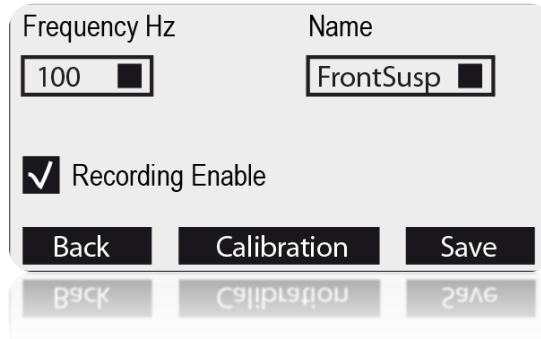 Frequency Hz Name
100 FrontSusp
Recording Enable
Back Calibration Save